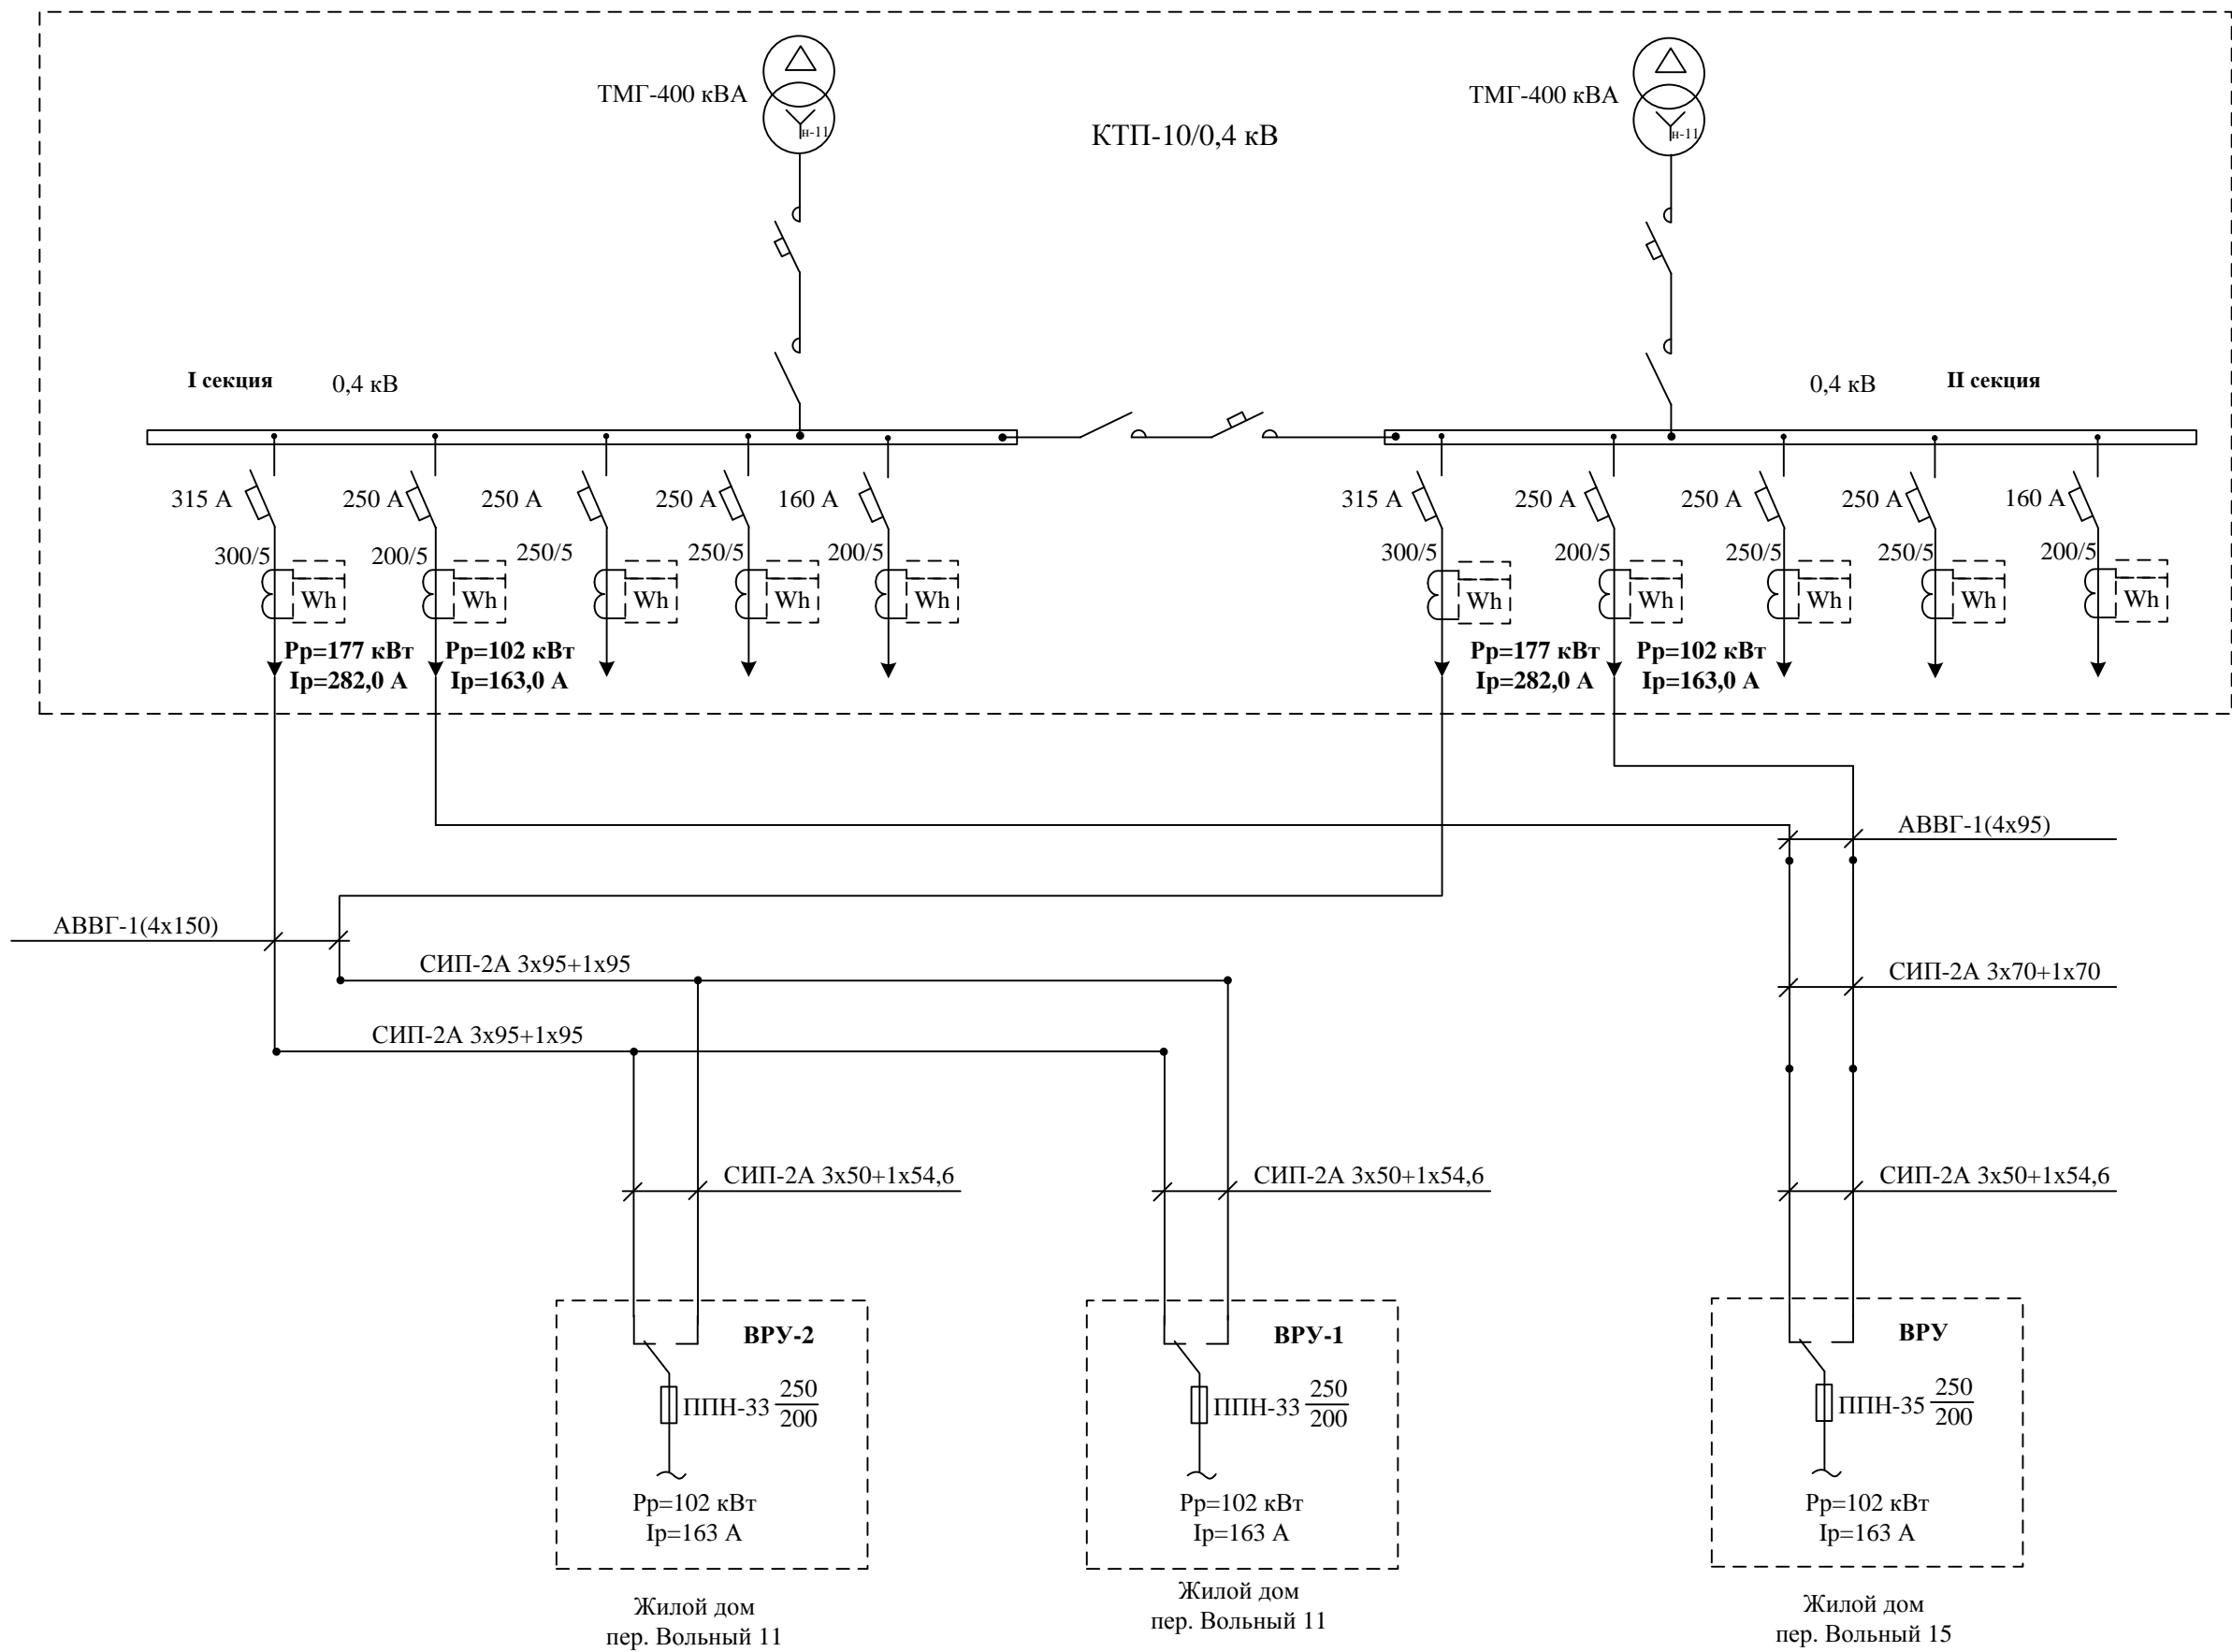 ТМГ-400 кВА
ТМГ-400 кВА
н-11
н-11
КТП-10/0,4 кВ
I секция
0,4 кВ
0,4 кВ
II секция
315 А
250 А
250 А
250 А
160 А
315 А
250 А
250 А
250 А
160 А
300/5
200/5
250/5
250/5
200/5
300/5
200/5
250/5
250/5
200/5
Wh
Wh
Wh
Wh
Wh
Wh
Wh
Wh
Wh
Wh
Рр=177 кВт
Iр=282,0 А
Рр=102 кВт
Iр=163,0 А
Рр=177 кВт
Iр=282,0 А
Рр=102 кВт
Iр=163,0 А
АВВГ-1(4х95)
АВВГ-1(4х150)
СИП-2А 3х95+1х95
СИП-2А 3х70+1х70
СИП-2А 3х95+1х95
СИП-2А 3х50+1х54,6
СИП-2А 3х50+1х54,6
СИП-2А 3х50+1х54,6
ВРУ-2
ППН-33 250
200
Рр=102 кВт
Iр=163 А
Жилой дом
пер. Вольный 11
ВРУ-1
ППН-33 250
200
Рр=102 кВт
Iр=163 А
Жилой дом
пер. Вольный 11
ВРУ
ППН-35 250
200
Рр=102 кВт
Iр=163 А
Жилой дом
пер. Вольный 15